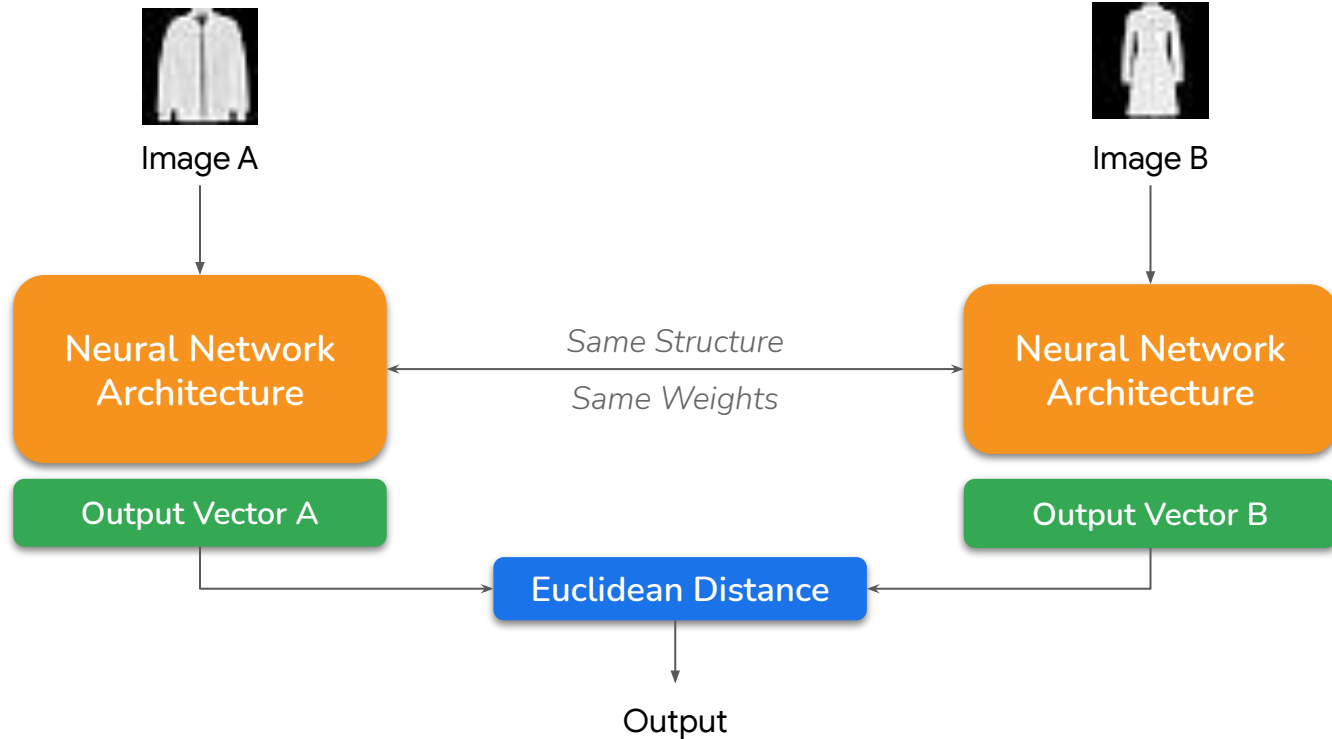 Image A
Image B
Neural Network
Architecture
Same Structure
Same Weights
Neural Network
Architecture
Output Vector A
Output Vector B
Euclidean Distance
Output